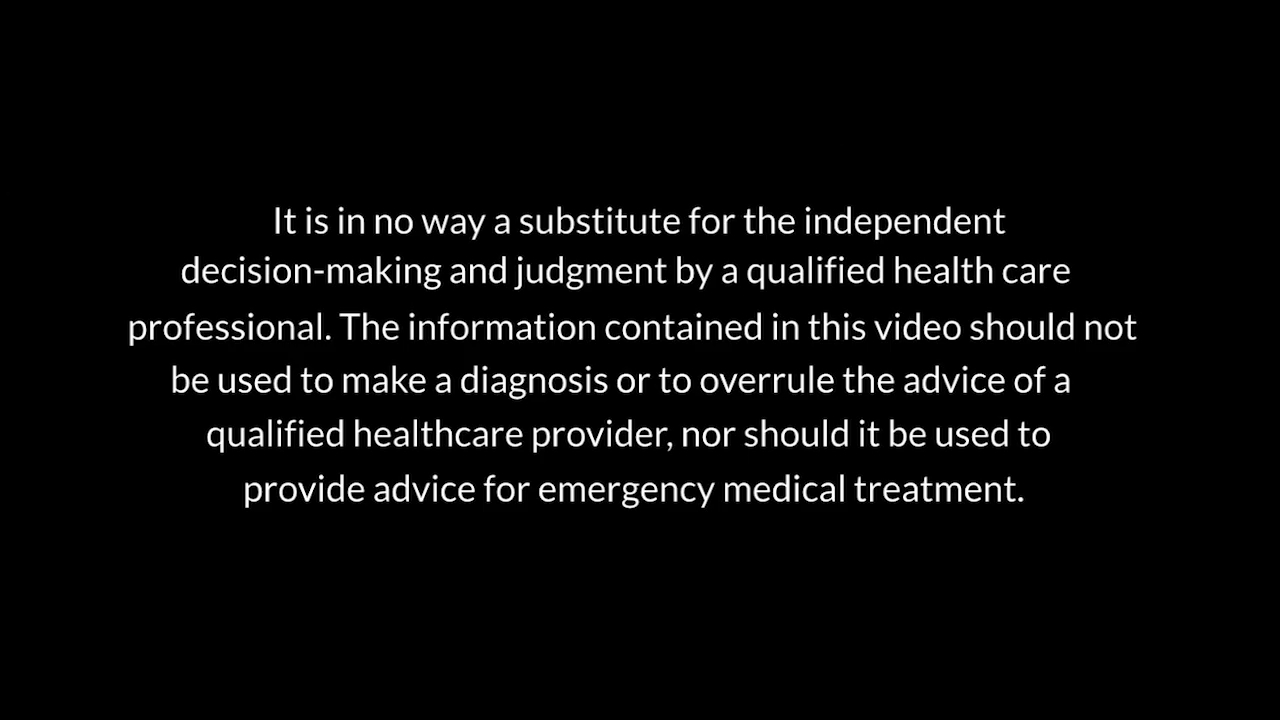 It is in no way a substitute for the independent
decision-making and judgment by a qualified health care
professional. The information contained in this video should not
be used to make a diagnosis or to overrule the advice of a
qualified healthcare provider, nor should it be used to
provide advice for emergency medical treatment.